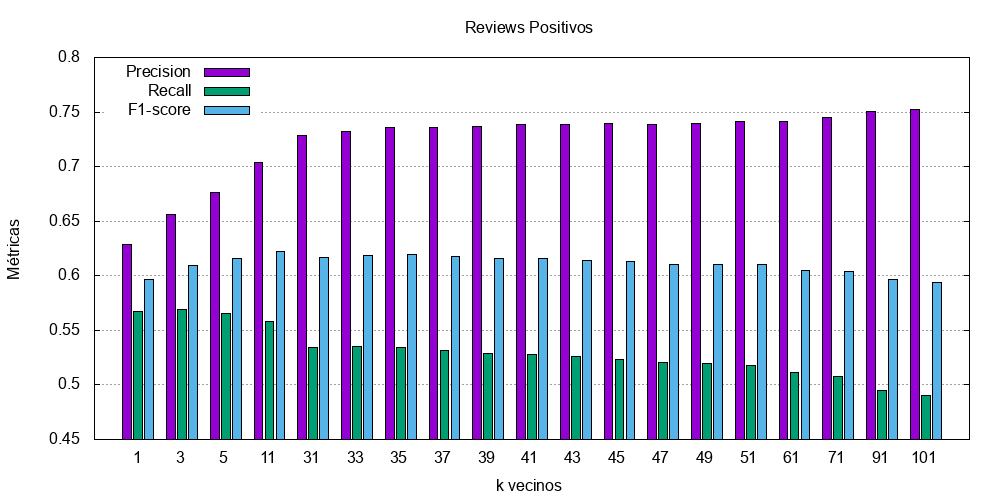 Reviews Positivos
Precision
Recall
F1-score
Métricas
0.8
0.75
0.7
0.65
0.6
0.55
0.5
0.45
1 3 5 11 31 33 35 37 39 41 43 45 47 49 51 61 71 91 101
k vecinos